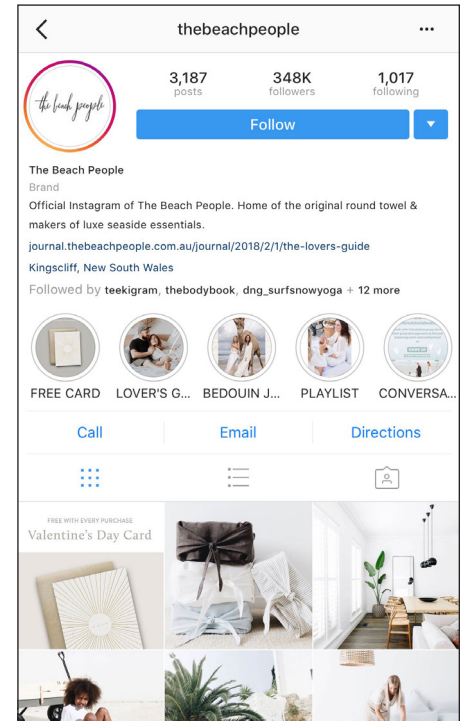 thebeachpeople
the beach people
3,187 348K 1,017
posts followers following
Follow
The Beach People
Brand
Official Instagram of The Beach People. Home of the original round towel &
makers of luxe seaside essentials.
journal.thebeachpeople.com.au/journal/2018/2/1/the-lovers-guide
Kingscliff, New South Wales
Followed by teekigram, thebodybook, dng_surfsnowyoga + 12 more
FREE CARD LOVER'S G... BEDOUIN J... PLAYLIST CONVERSA...
Call Email Directions
FREE WITH EVERY PURCHASE
Valentine's Day Card